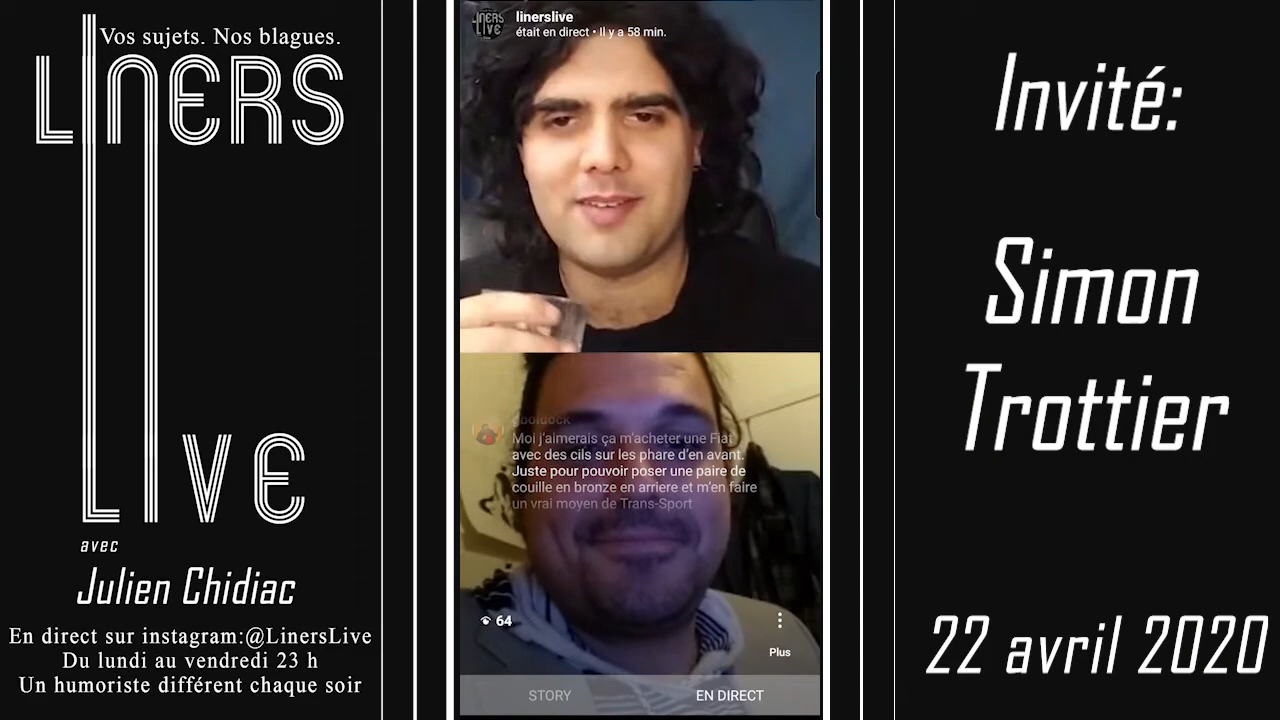 Vos sujets. Nos blagues.
LINERS
LIVE
avec
Julien Chidiac
En direct sur instagram:@LinersLive
Du lundi au vendredi 23 h
Un humoriste différent chaque soir
LINERS
LIVE
linerslive
était en direct • Il y a 58 min.
Moi j'aimerais ça m'acheter une Fiat
avec des cils sur les phare d'en avant.
Juste pour pouvoir poser une paire de
couille en bronze en arriere et m'en faire
un vrai moyen de Trans-Sport
64
Plus
STORY
EN DIRECT
Invité:
Simon
Trottier
22 avril 2020